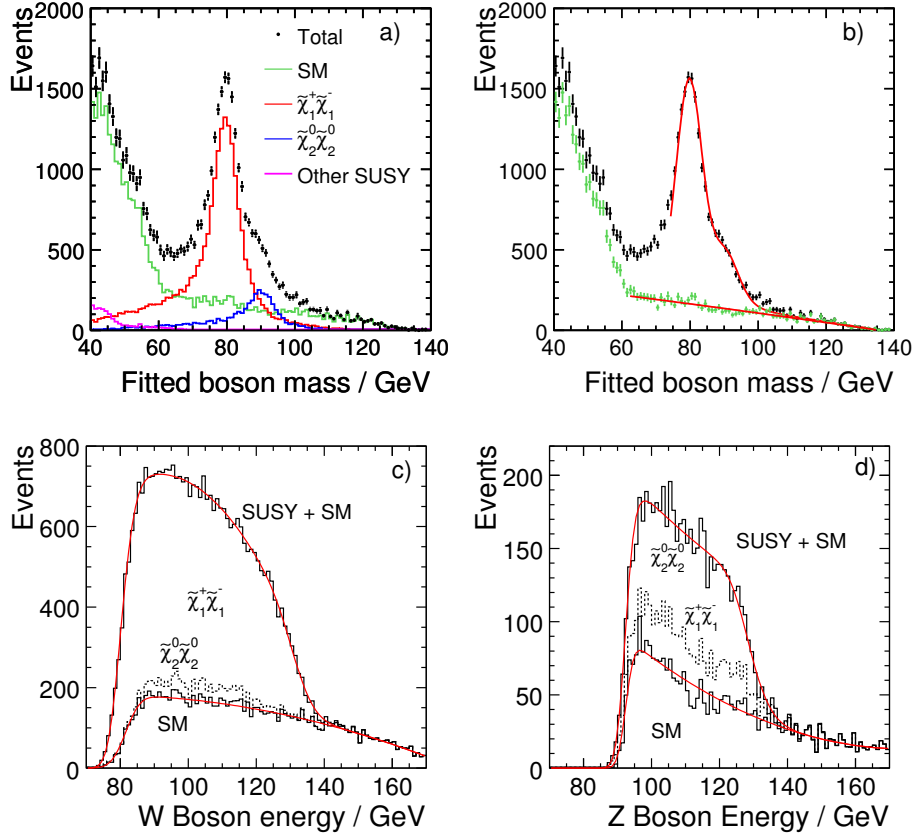 a)
Events
2000
1500
1000
500
0
Total
SM
χ̃₁⁺χ̃₁⁻
χ̃₂⁰χ̃₂⁰
Other SUSY
40 60 80 100 120 140
Fitted boson mass / GeV
b)
Events
2000
1500
1000
500
0
40 60 80 100 120 140
Fitted boson mass / GeV
c)
Events
800
600
400
200
0
SUSY + SM
χ̃₁⁺χ̃₁⁻
χ̃₂⁰χ̃₂⁰
SM
80 100 120 140 160
W Boson energy / GeV
d)
Events
200
150
100
50
0
SUSY + SM
χ̃₂⁰χ̃₂⁰
χ̃₁⁺χ̃₁⁻
SM
80 100 120 140 160
Z Boson Energy / GeV